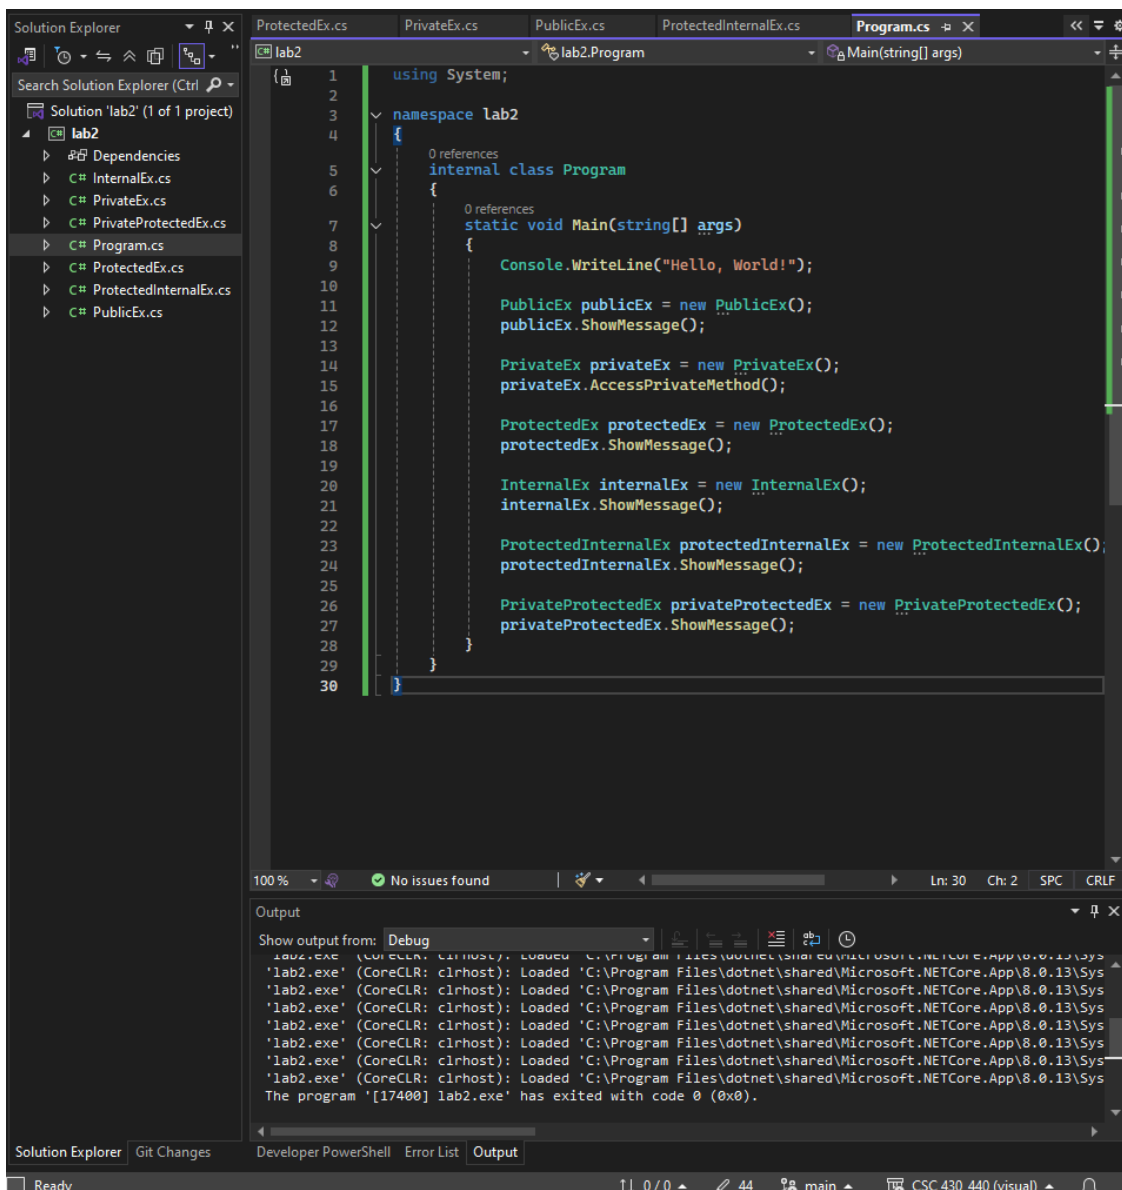 Solution Explorer
Search Solution Explorer (Ctrl
Solution 'lab2' (1 of 1 project)
C# lab2
Dependencies
C# InternalEx.cs
C# PrivateEx.cs
C# PrivateProtectedEx.cs
C# Program.cs
C# ProtectedEx.cs
C# ProtectedInternalEx.cs
C# PublicEx.cs
ProtectedEx.cs PrivateEx.cs PublicEx.cs ProtectedInternalEx.cs Program.cs
C# lab2 lab2.Program Main(string[] args)
1 using System;
2
3 namespace lab2
4 {
0 references
5 internal class Program
6 {
0 references
7 static void Main(string[] args)
8 {
9 Console.WriteLine("Hello, World!");
10
11 PublicEx publicEx = new PublicEx();
12 publicEx.ShowMessage();
13
14 PrivateEx privateEx = new PrivateEx();
15 privateEx.AccessPrivateMethod();
16
17 ProtectedEx protectedEx = new ProtectedEx();
18 protectedEx.ShowMessage();
19
20 InternalEx internalEx = new InternalEx();
21 internalEx.ShowMessage();
22
23 ProtectedInternalEx protectedInternalEx = new ProtectedInternalEx();
24 protectedInternalEx.ShowMessage();
25
26 PrivateProtectedEx privateProtectedEx = new PrivateProtectedEx();
27 privateProtectedEx.ShowMessage();
28 }
29 }
30 }
100 % No issues found Ln: 30 Ch: 2 SPC CRLF
Output
Show output from: Debug
'lab2.exe' (CoreCLR: clrhost): Loaded 'C:\Program Files\dotnet\shared\Microsoft.NETCore.App\8.0.13\Sys
'lab2.exe' (CoreCLR: clrhost): Loaded 'C:\Program Files\dotnet\shared\Microsoft.NETCore.App\8.0.13\Sys
'lab2.exe' (CoreCLR: clrhost): Loaded 'C:\Program Files\dotnet\shared\Microsoft.NETCore.App\8.0.13\Sys
'lab2.exe' (CoreCLR: clrhost): Loaded 'C:\Program Files\dotnet\shared\Microsoft.NETCore.App\8.0.13\Sys
'lab2.exe' (CoreCLR: clrhost): Loaded 'C:\Program Files\dotnet\shared\Microsoft.NETCore.App\8.0.13\Sys
'lab2.exe' (CoreCLR: clrhost): Loaded 'C:\Program Files\dotnet\shared\Microsoft.NETCore.App\8.0.13\Sys
'lab2.exe' (CoreCLR: clrhost): Loaded 'C:\Program Files\dotnet\shared\Microsoft.NETCore.App\8.0.13\Sys
'lab2.exe' (CoreCLR: clrhost): Loaded 'C:\Program Files\dotnet\shared\Microsoft.NETCore.App\8.0.13\Sys
The program '[17400] lab2.exe' has exited with code 0 (0x0).
Solution Explorer Git Changes Developer PowerShell Error List Output
Ready 0 / 0 44 main CSC 430_440 (visual)